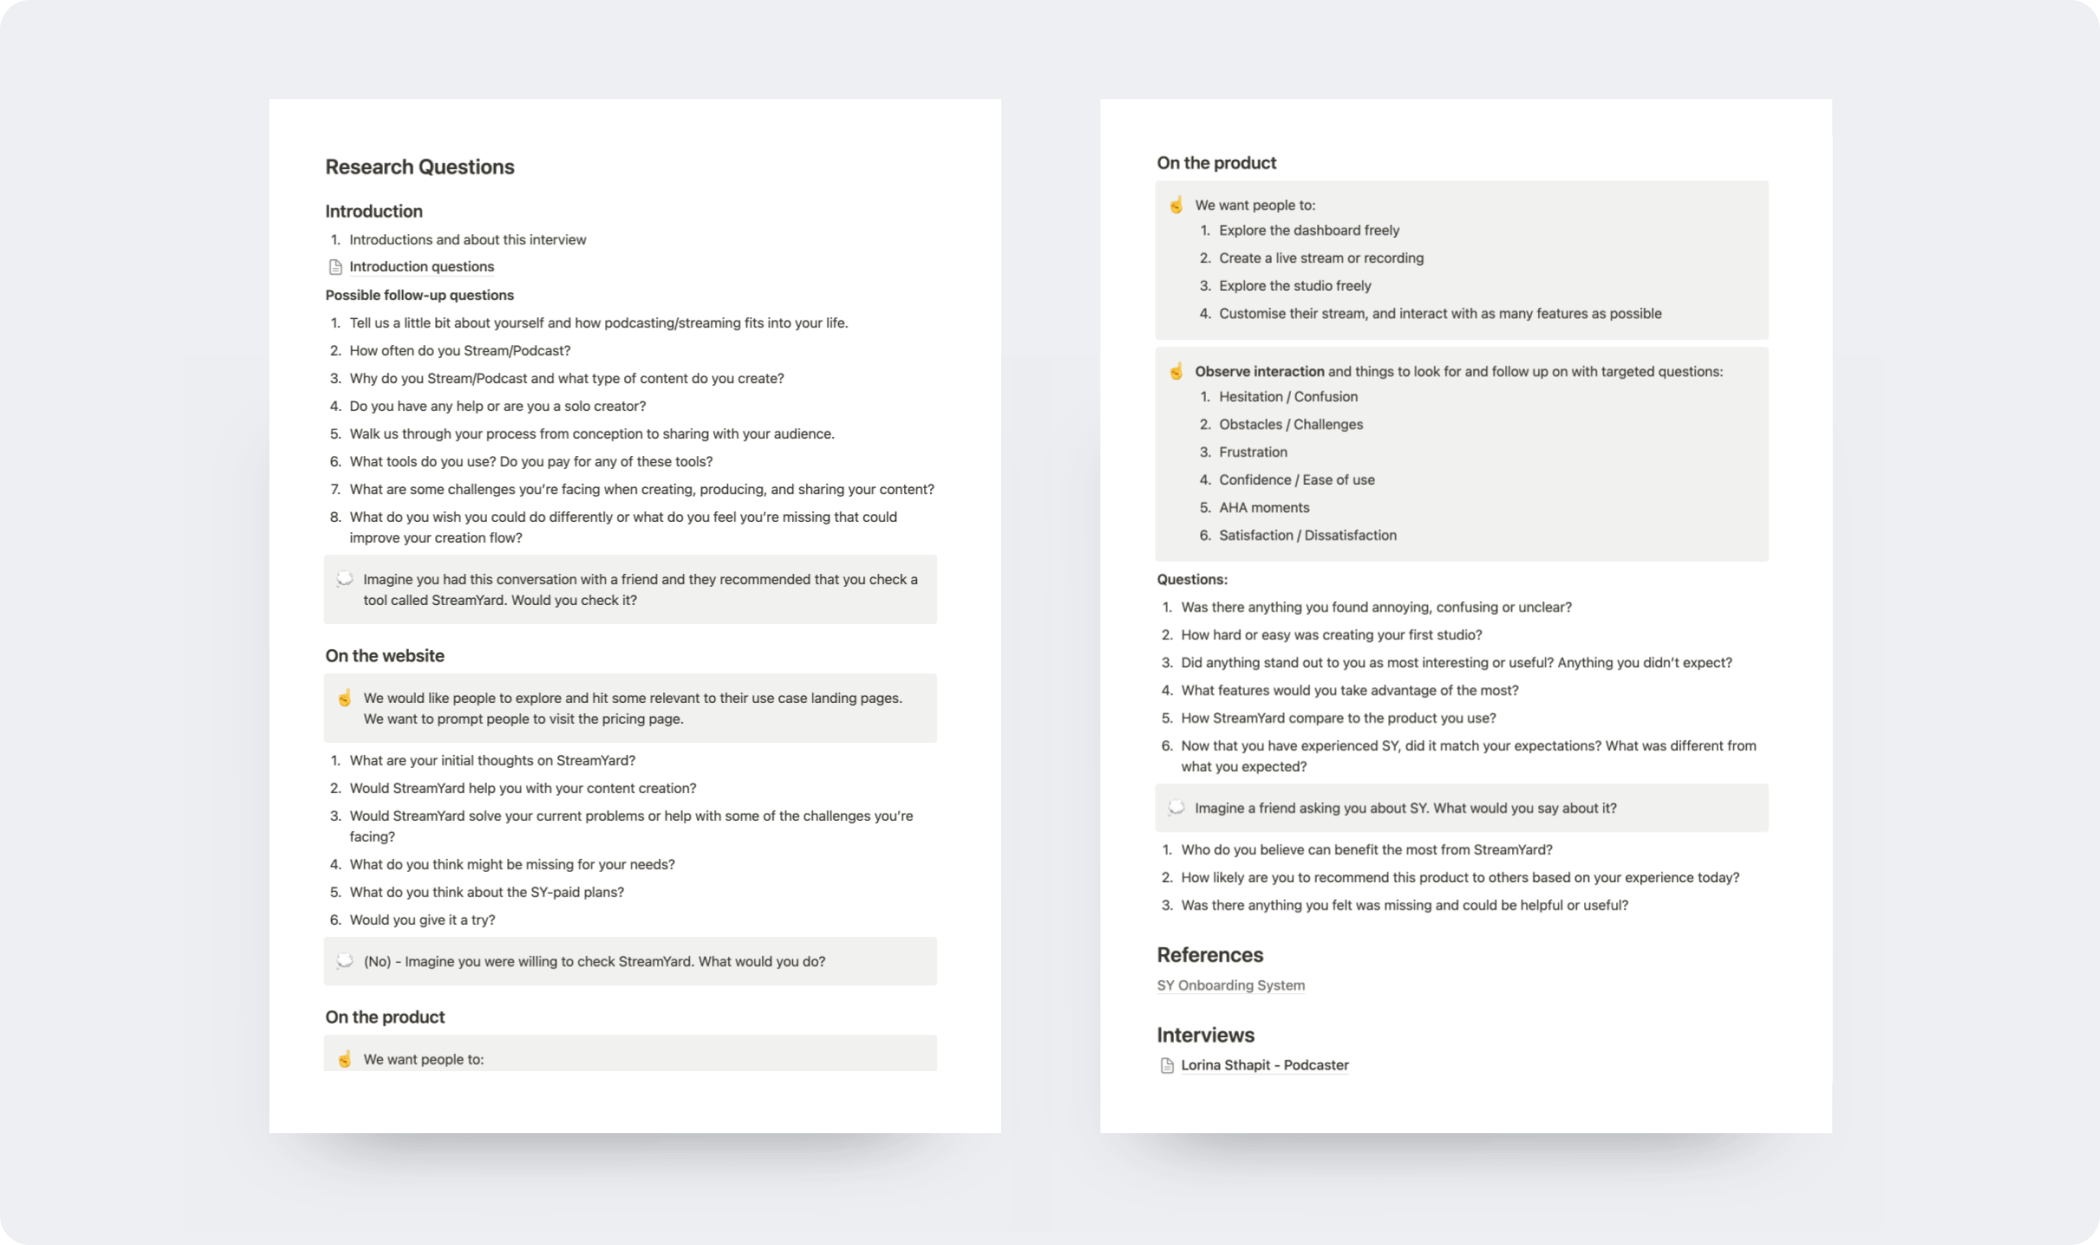 Research Questions
Introduction
1. Introductions and about this interview
Introduction questions
Possible follow-up questions
1. Tell us a little bit about yourself and how podcasting/streaming fits into your life.
2. How often do you Stream/Podcast?
3. Why do you Stream/Podcast and what type of content do you create?
4. Do you have any help or are you a solo creator?
5. Walk us through your process from conception to sharing with your audience.
6. What tools do you use? Do you pay for any of these tools?
7. What are some challenges you're facing when creating, producing, and sharing your content?
8. What do you wish you could do differently or what do you feel you're missing that could
improve your creation flow?
Imagine you had this conversation with a friend and they recommended that you check a
tool called StreamYard. Would you check it?
On the website
We would like people to explore and hit some relevant to their use case landing pages.
We want to prompt people to visit the pricing page.
1. What are your initial thoughts on StreamYard?
2. Would StreamYard help you with your content creation?
3. Would StreamYard solve your current problems or help with some of the challenges you're
facing?
4. What do you think might be missing for your needs?
5. What do you think about the SY-paid plans?
6. Would you give it a try?
(No) - Imagine you were willing to check StreamYard. What would you do?
On the product
We want people to:
On the product
We want people to:
1. Explore the dashboard freely
2. Create a live stream or recording
3. Explore the studio freely
4. Customise their stream, and interact with as many features as possible
Observe interaction and things to look for and follow up on with targeted questions:
1. Hesitation / Confusion
2. Obstacles / Challenges
3. Frustration
4. Confidence / Ease of use
5. AHA moments
6. Satisfaction / Dissatisfaction
Questions:
1. Was there anything you found annoying, confusing or unclear?
2. How hard or easy was creating your first studio?
3. Did anything stand out to you as most interesting or useful? Anything you didn't expect?
4. What features would you take advantage of the most?
5. How StreamYard compare to the product you use?
6. Now that you have experienced SY, did it match your expectations? What was different from
what you expected?
Imagine a friend asking you about SY. What would you say about it?
1. Who do you believe can benefit the most from StreamYard?
2. How likely are you to recommend this product to others based on your experience today?
3. Was there anything you felt was missing and could be helpful or useful?
References
SY Onboarding System
Interviews
Lorina Sthapit - Podcaster